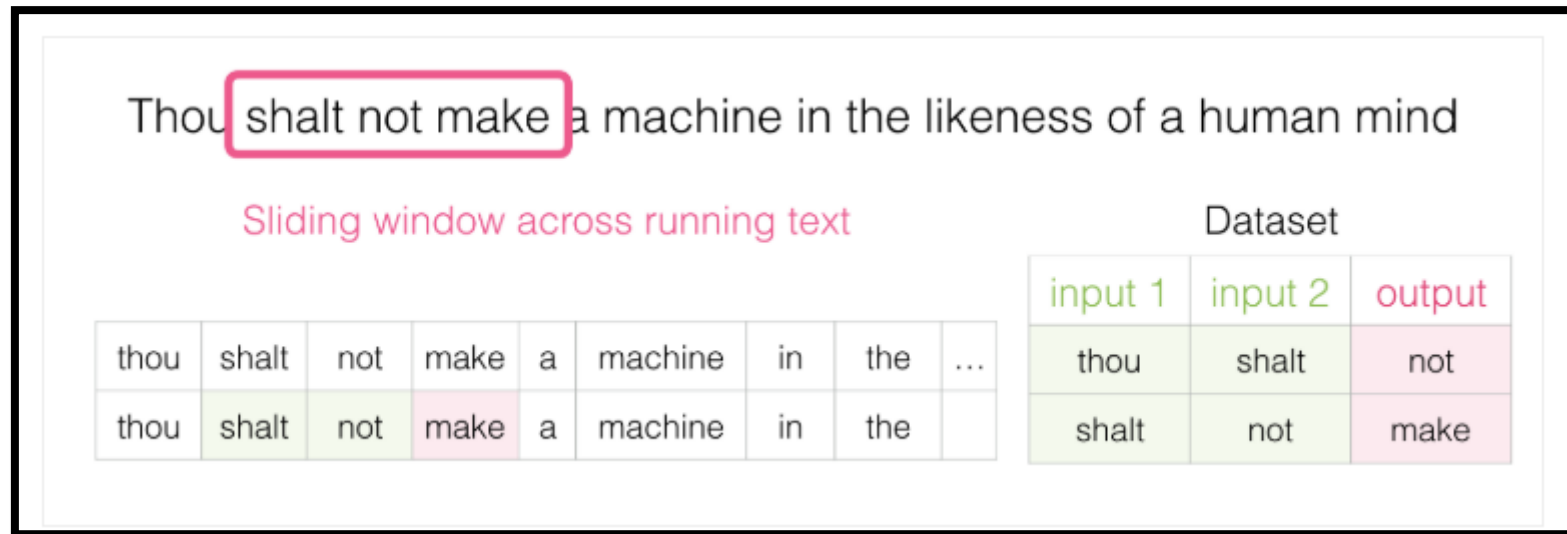 Thou shalt not make a machine in the likeness of a human mind
Sliding window across running text
thou shalt not make a machine in the ...
thou shalt not make a machine in the
Dataset
input 1 input 2 output
thou shalt not
shalt not make